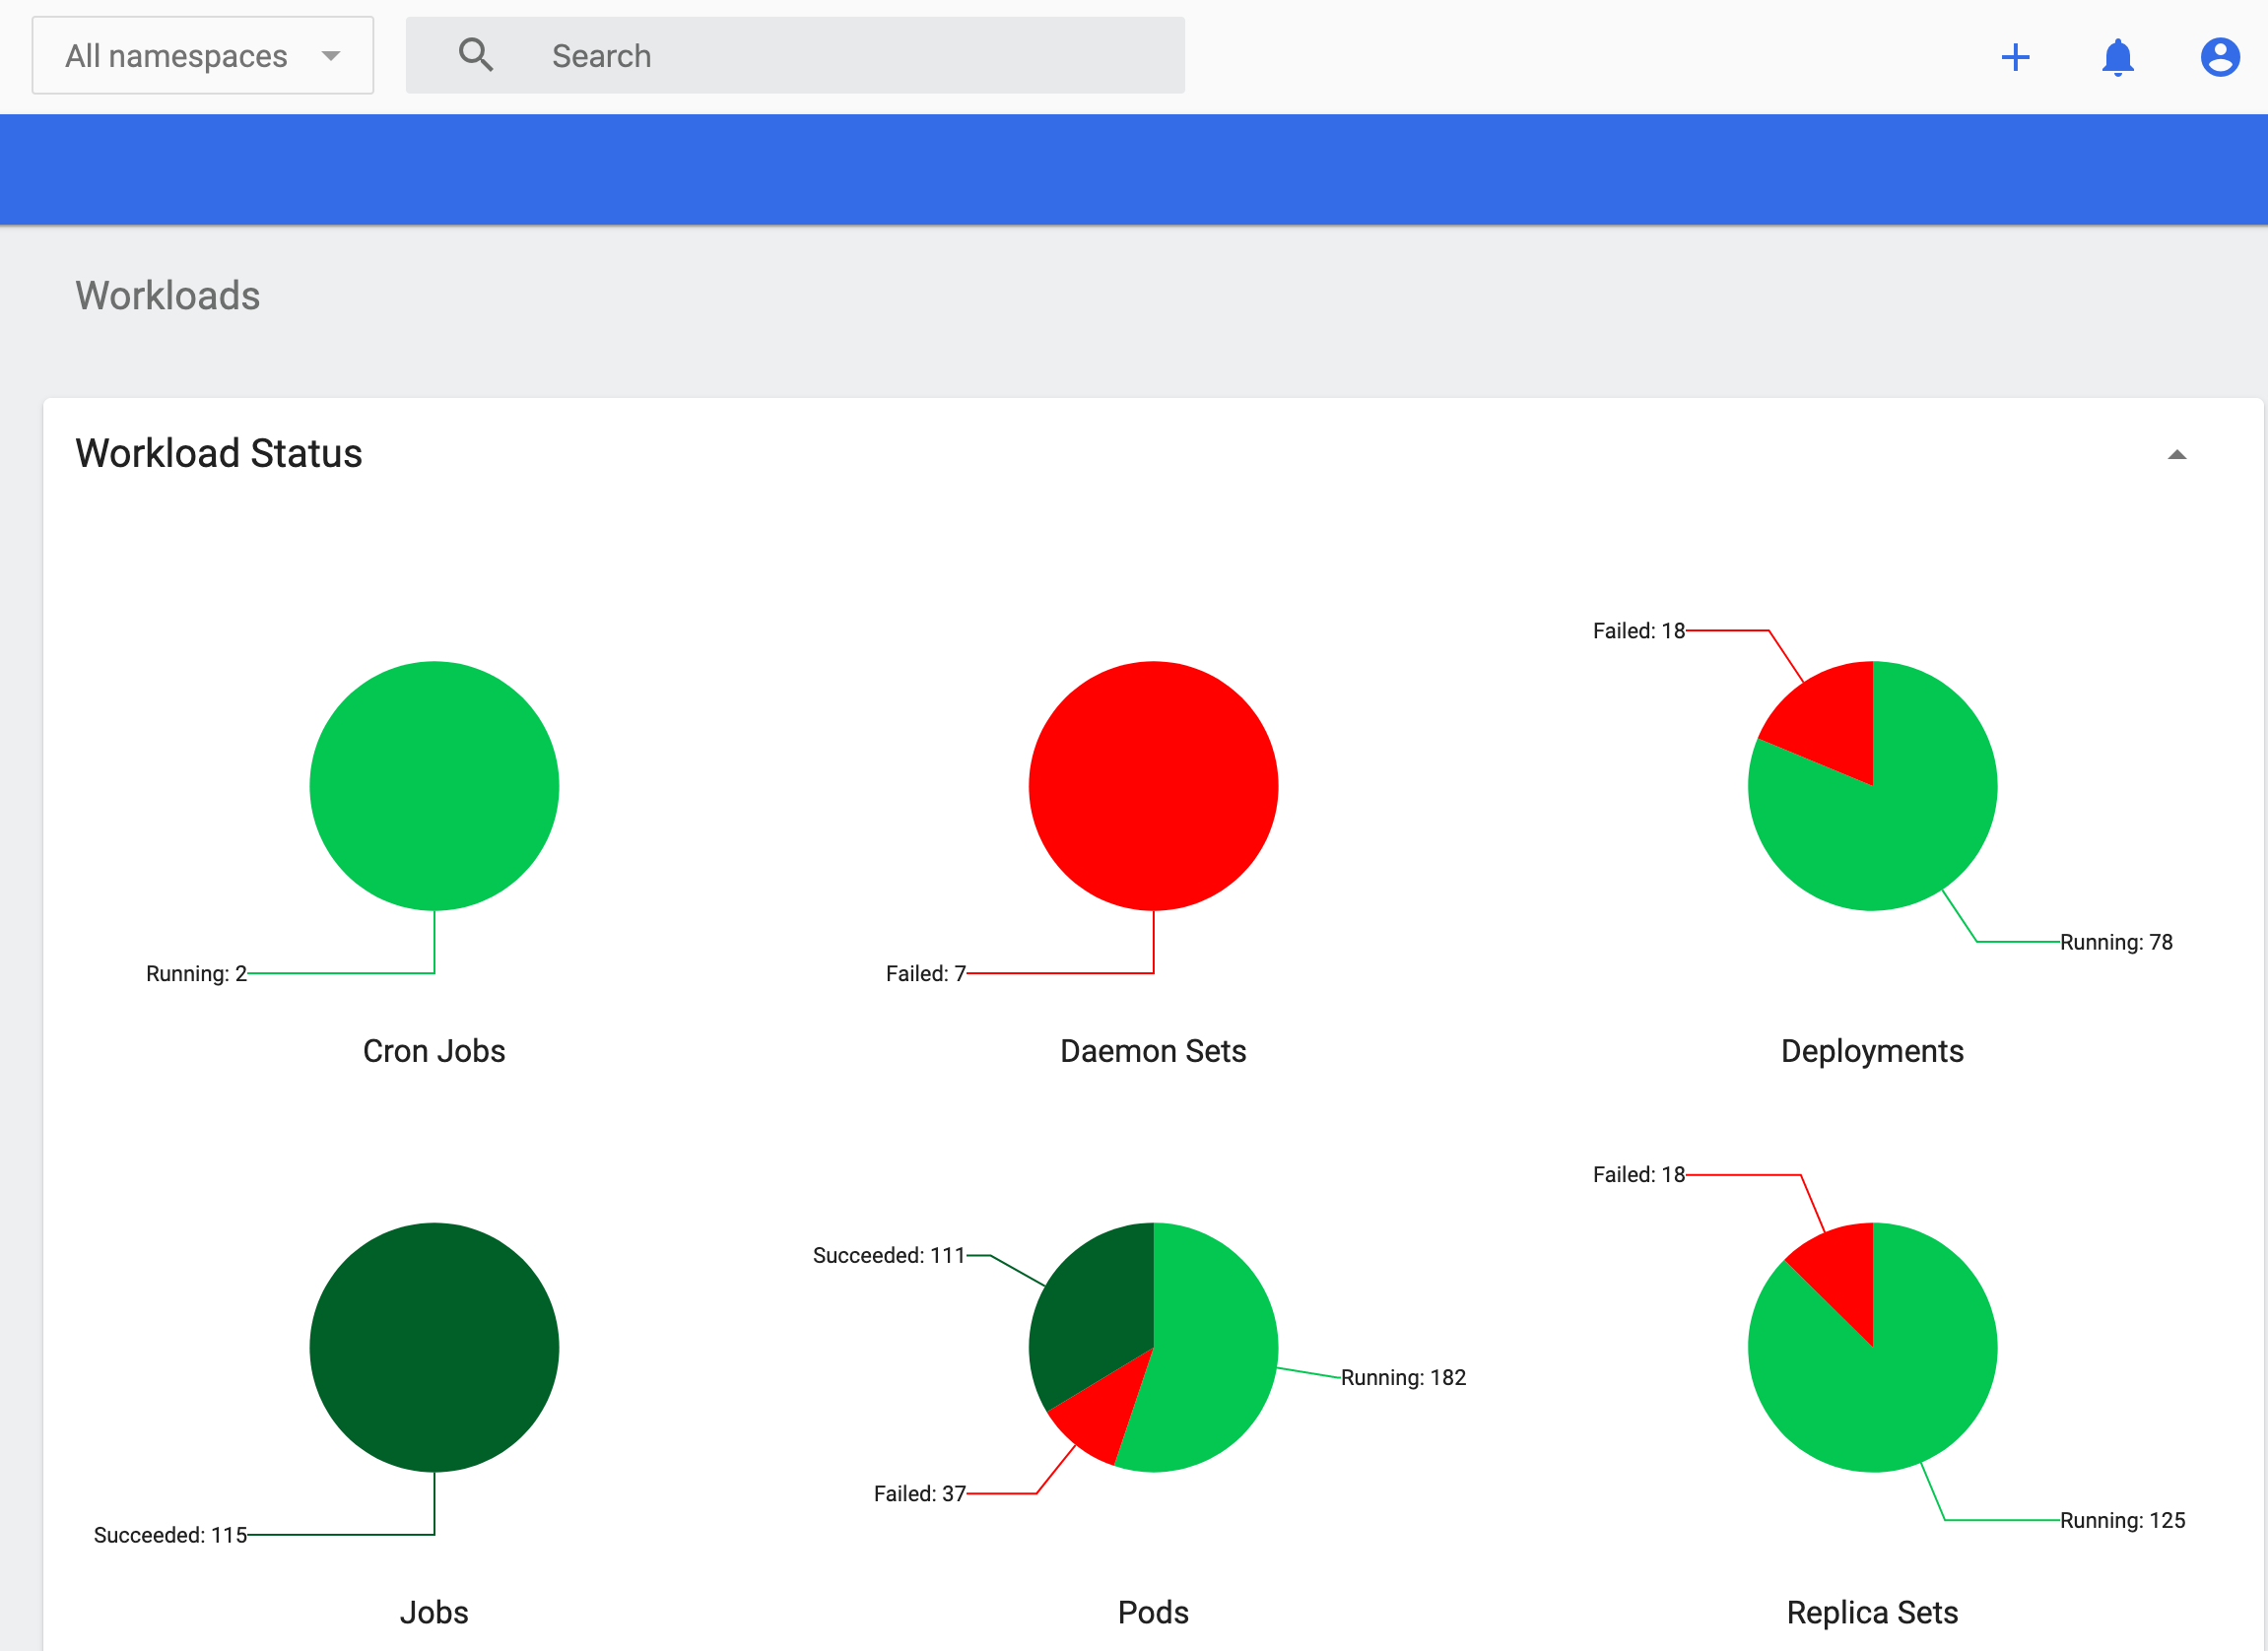 All namespaces
Search
Workloads
Workload Status
Failed: 18
Running: 78
Running: 2
Failed: 7
Cron Jobs
Daemon Sets
Deployments
Failed: 18
Succeeded: 111
Running: 182
Failed: 37
Running: 125
Succeeded: 115
Jobs
Pods
Replica Sets